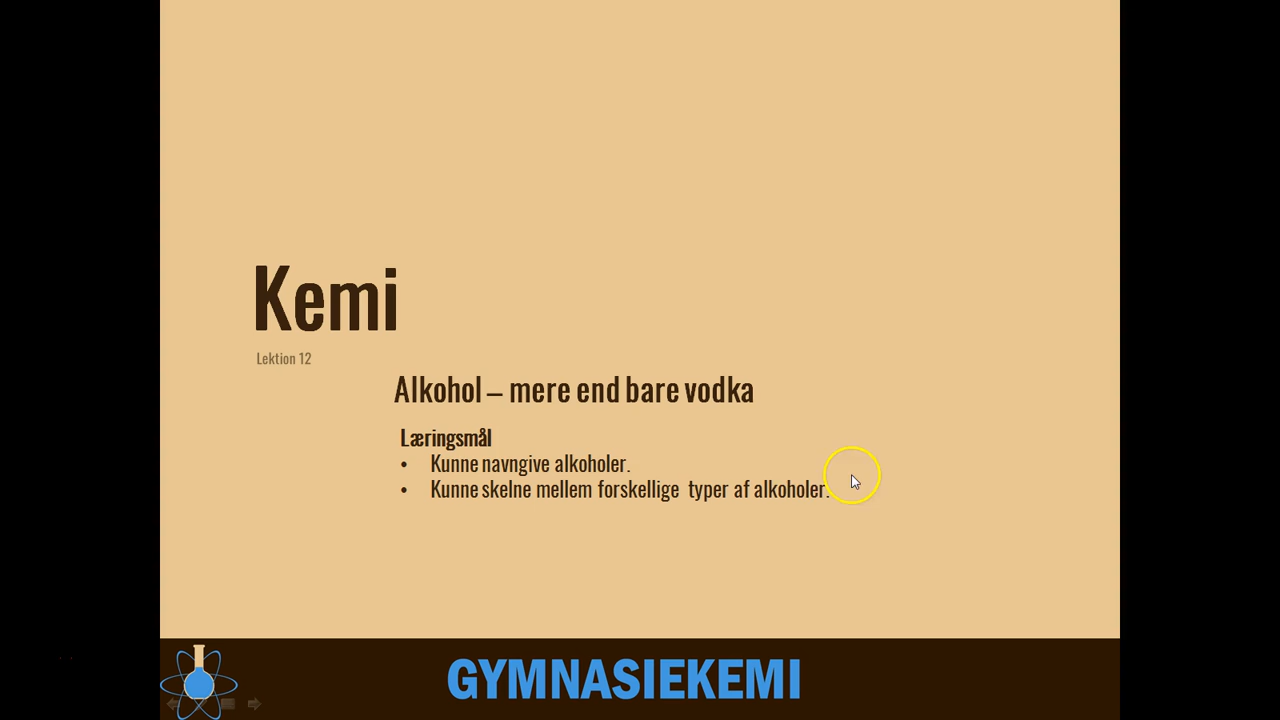 Kemi
Lektion 12
Alkohol – mere end bare vodka
Læringsmål
• Kunne navngive alkoholer.
• Kunne skelne mellem forskellige typer af alkoholer.
GYMNASIEKEMI